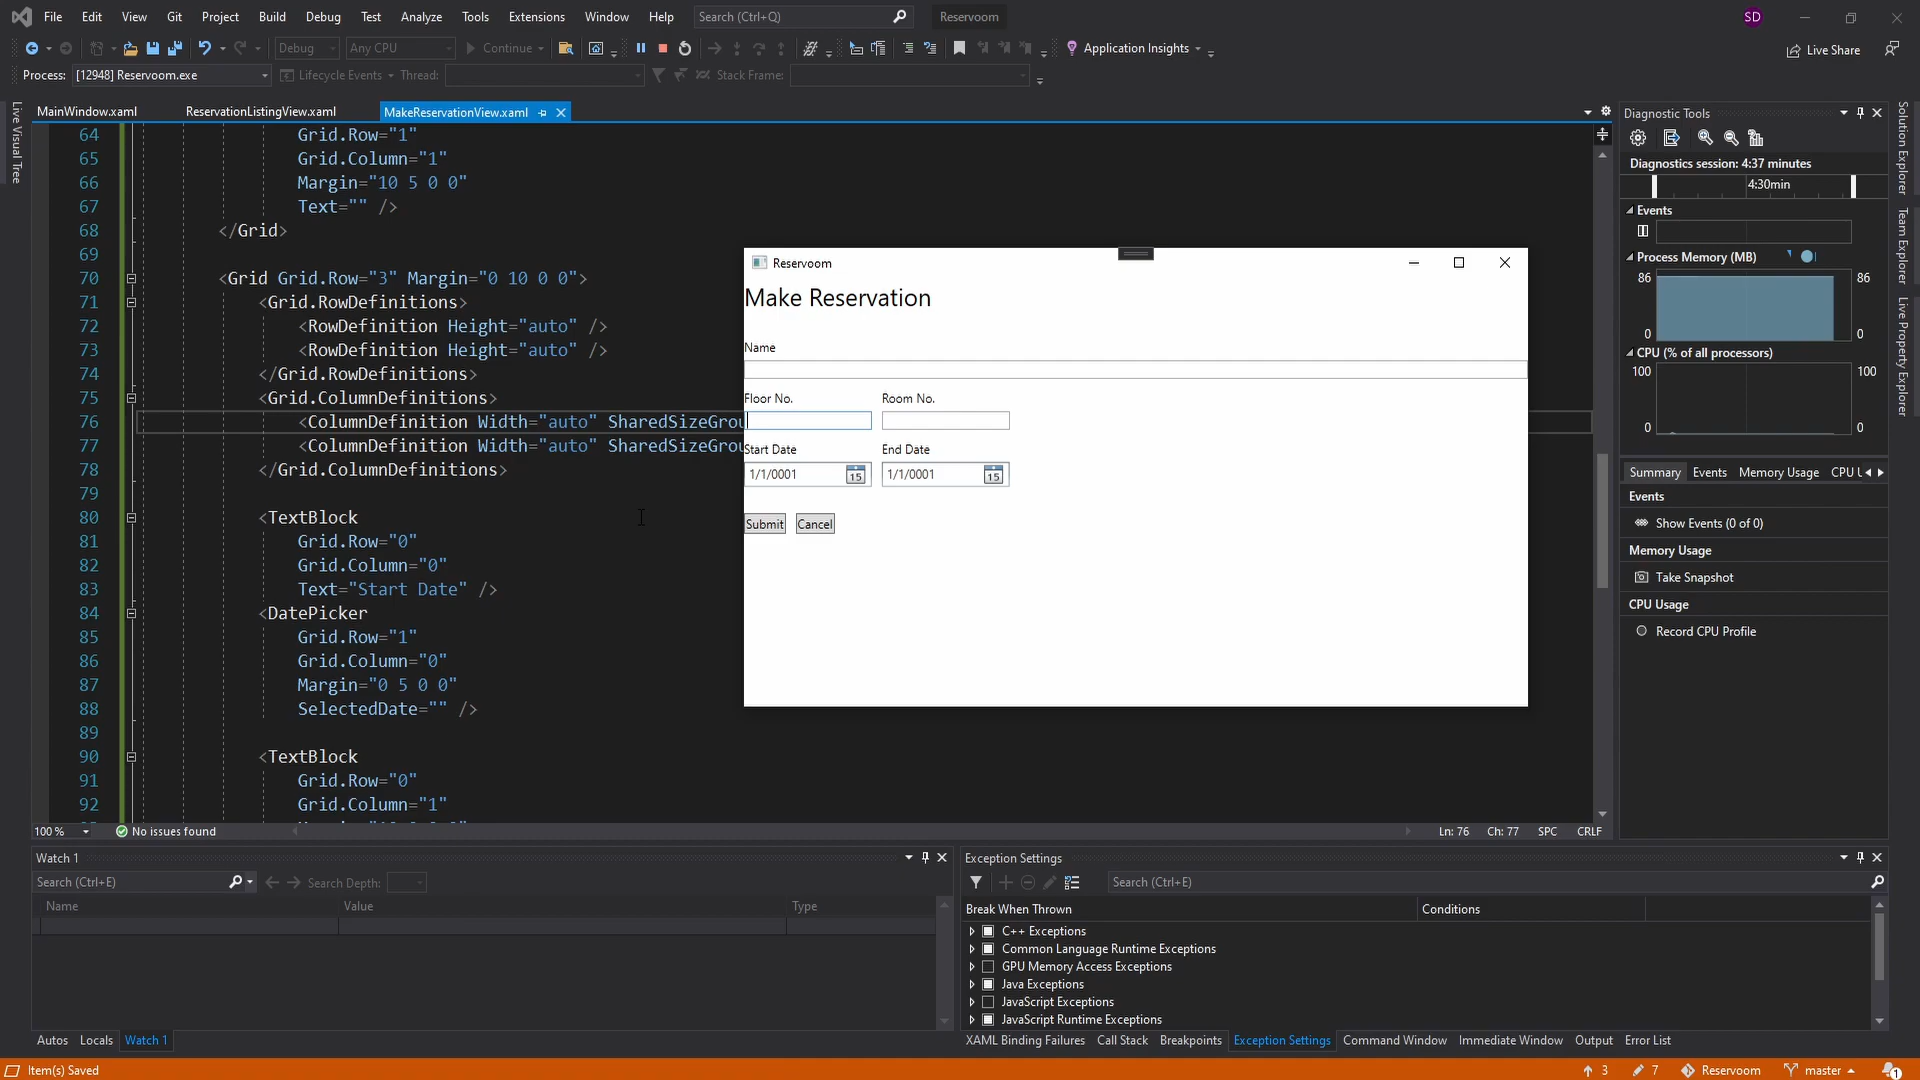 File Edit View Git Project Build Debug Test Analyze Tools Extensions Window Help Search (Ctrl+Q) Reservoom SD
Debug Any CPU Continue Application Insights Live Share
Process: [12948] Reservoom.exe Lifecycle Events Thread: Stack Frame:
MainWindow.xaml ReservationListingView.xaml MakeReservationView.xaml
Live Visual Tree
64 Grid.Row="1"
65 Grid.Column="1"
66 Margin="10 5 0 0"
67 Text="" />
68 </Grid>
69
70 <Grid Grid.Row="3" Margin="0 10 0 0">
71 <Grid.RowDefinitions>
72 <RowDefinition Height="auto" />
73 <RowDefinition Height="auto" />
74 </Grid.RowDefinitions>
75 <Grid.ColumnDefinitions>
76 <ColumnDefinition Width="auto" SharedSizeGrou
77 <ColumnDefinition Width="auto" SharedSizeGrou
78 </Grid.ColumnDefinitions>
79
80 <TextBlock
81 Grid.Row="0"
82 Grid.Column="0"
83 Text="Start Date" />
84 <DatePicker
85 Grid.Row="1"
86 Grid.Column="0"
87 Margin="0 5 0 0"
88 SelectedDate="" />
89
90 <TextBlock
91 Grid.Row="0"
92 Grid.Column="1"
Reservoom
Make Reservation
Name
Floor No. Room No.
Start Date End Date
1/1/0001 15 1/1/0001 15
Submit Cancel
100 % No issues found Ln: 76 Ch: 77 SPC CRLF
Diagnostic Tools
Diagnostics session: 4:37 minutes
4:30min
Events
Process Memory (MB)
86 86
0 0
CPU (% of all processors)
100 100
0 0
Summary Events Memory Usage CPU U
Events
Show Events (0 of 0)
Memory Usage
Take Snapshot
CPU Usage
Record CPU Profile
Solution Explorer
Team Explorer
Live Property Explorer
Watch 1
Search (Ctrl+E) Search Depth:
Name Value Type
Autos Locals Watch 1
Exception Settings
Search (Ctrl+E)
Break When Thrown Conditions
C++ Exceptions
Common Language Runtime Exceptions
GPU Memory Access Exceptions
Java Exceptions
JavaScript Exceptions
JavaScript Runtime Exceptions
XAML Binding Failures Call Stack Breakpoints Exception Settings Command Window Immediate Window Output Error List
Item(s) Saved 3 7 Reservoom master 1